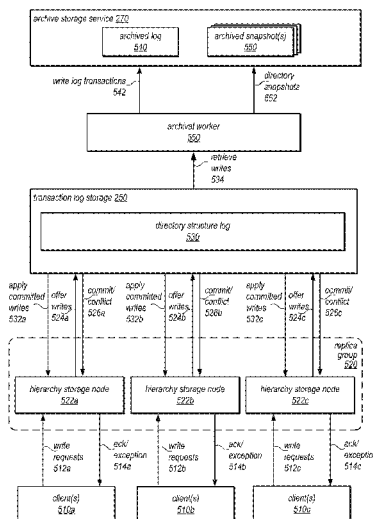 archive storage service 270
archived log
510
archived snapshot(s)
550
write log transactions
542
directory
snapshots
552
archival worker
550
retrieve
writes
534
transaction log storage 250
directory structure log
530
apply
committed
writes
532a
offer
writes
524a
commit/
conflict
526a
apply
committed
writes
532b
offer
writes
524b
commit/
conflict
526b
apply
committed
writes
532c
offer
writes
524c
commit/
conflict
526c
replica
group
520
hierarchy storage node
522a
hierarchy storage node
522b
hierarchy storage node
522c
write
requests
512a
ack/
exception
514a
write
requests
512b
ack/
exception
514b
write
requests
512c
ack/
exception
514c
client(s)
510a
client(s)
510b
client(s)
510c